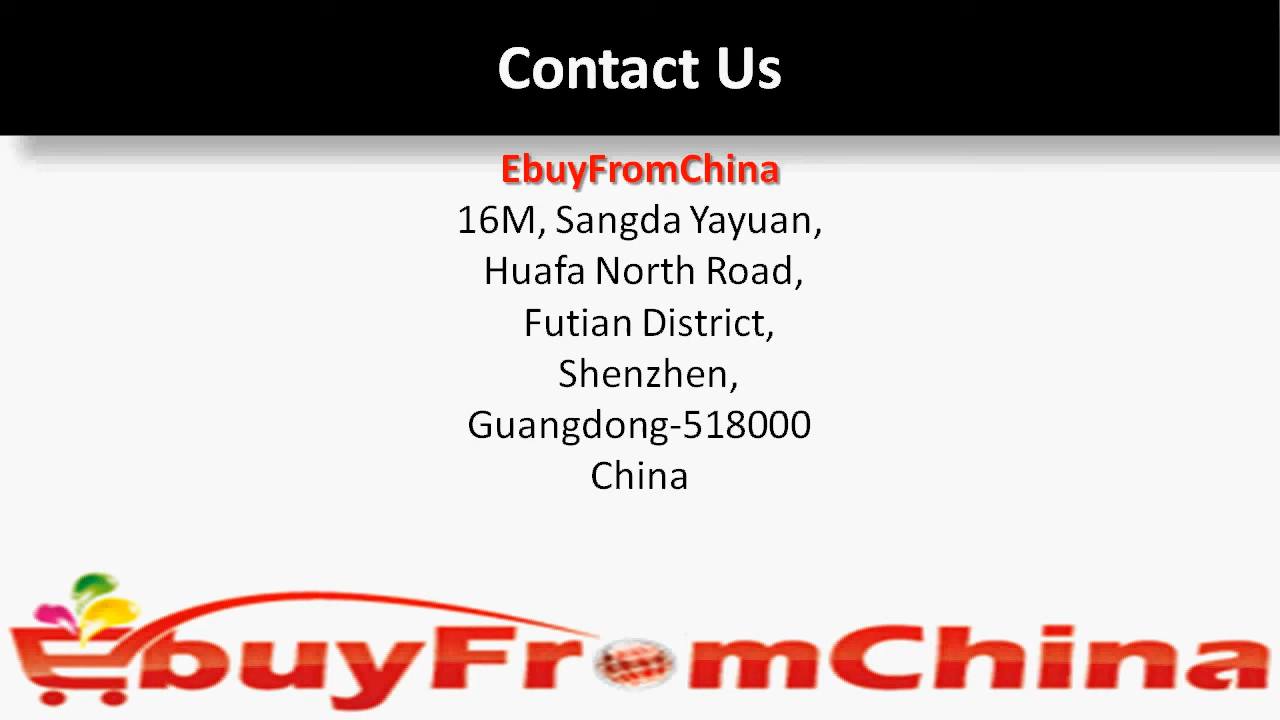 Contact Us
EbuyFromChina
16M, Sangda Yayuan,
Huafa North Road,
Futian District,
Shenzhen,
Guangdong-518000
China
EbuyFromChina